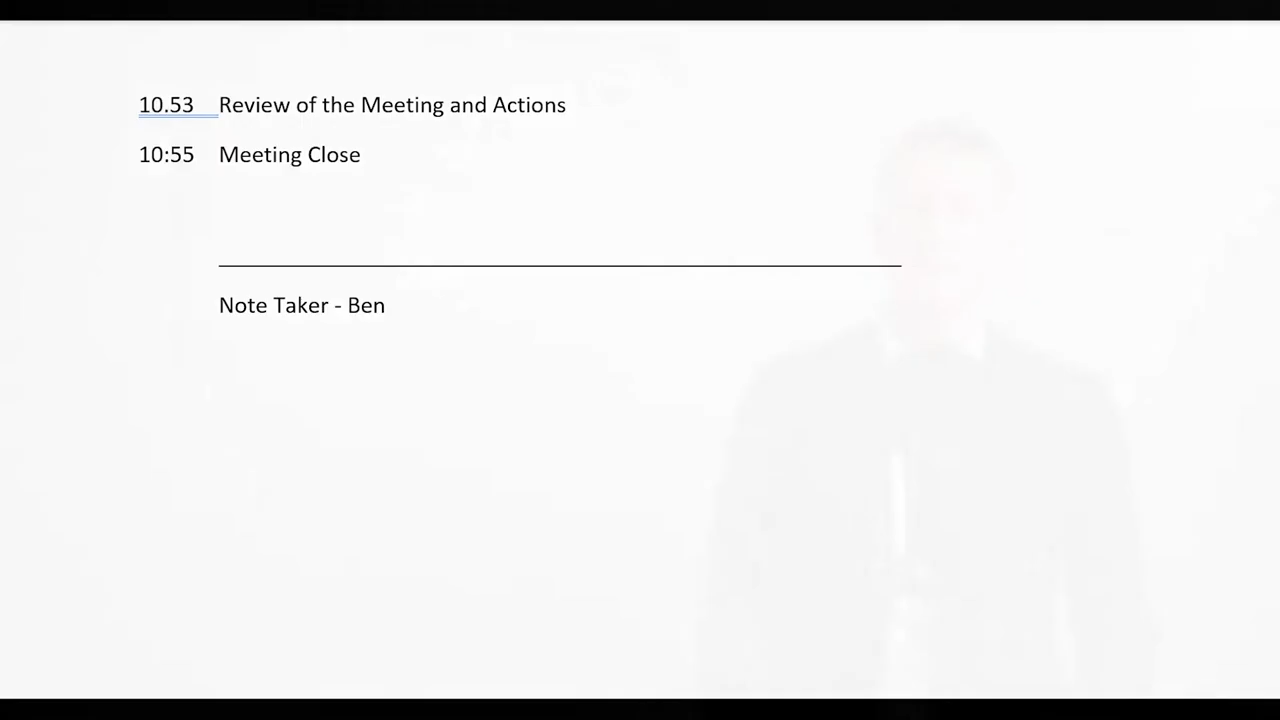 10.53 Review of the Meeting and Actions
10:55 Meeting Close
Note Taker - Ben